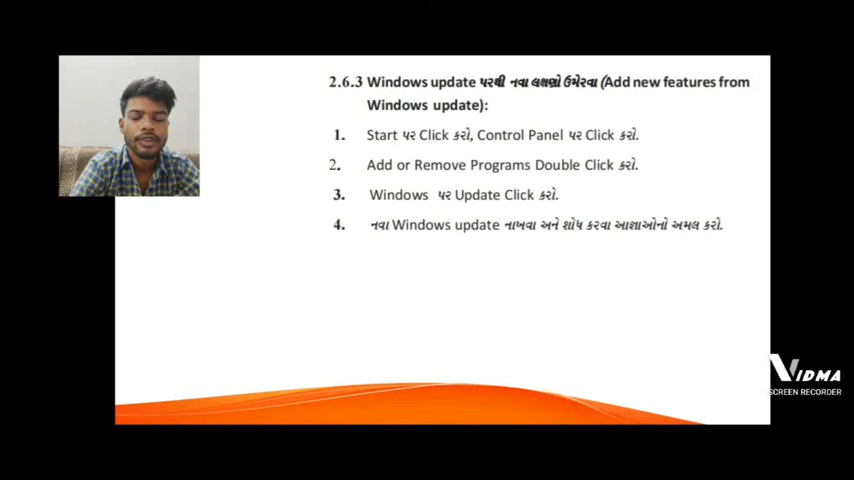 2.6.3 Windows update પરથી નવા લક્ષણો ઉમેરવા (Add new features from
Windows update):
1. Start પર Click કરો, Control Panel પર Click કરો.
2. Add or Remove Programs Double Click કરો.
3. Windows પર Update Click કરો.
4. નવા Windows update નાખવા અને શોધ કરવા આજ્ઞાઓનો અમલ કરો.
VIDMA
SCREEN RECORDER